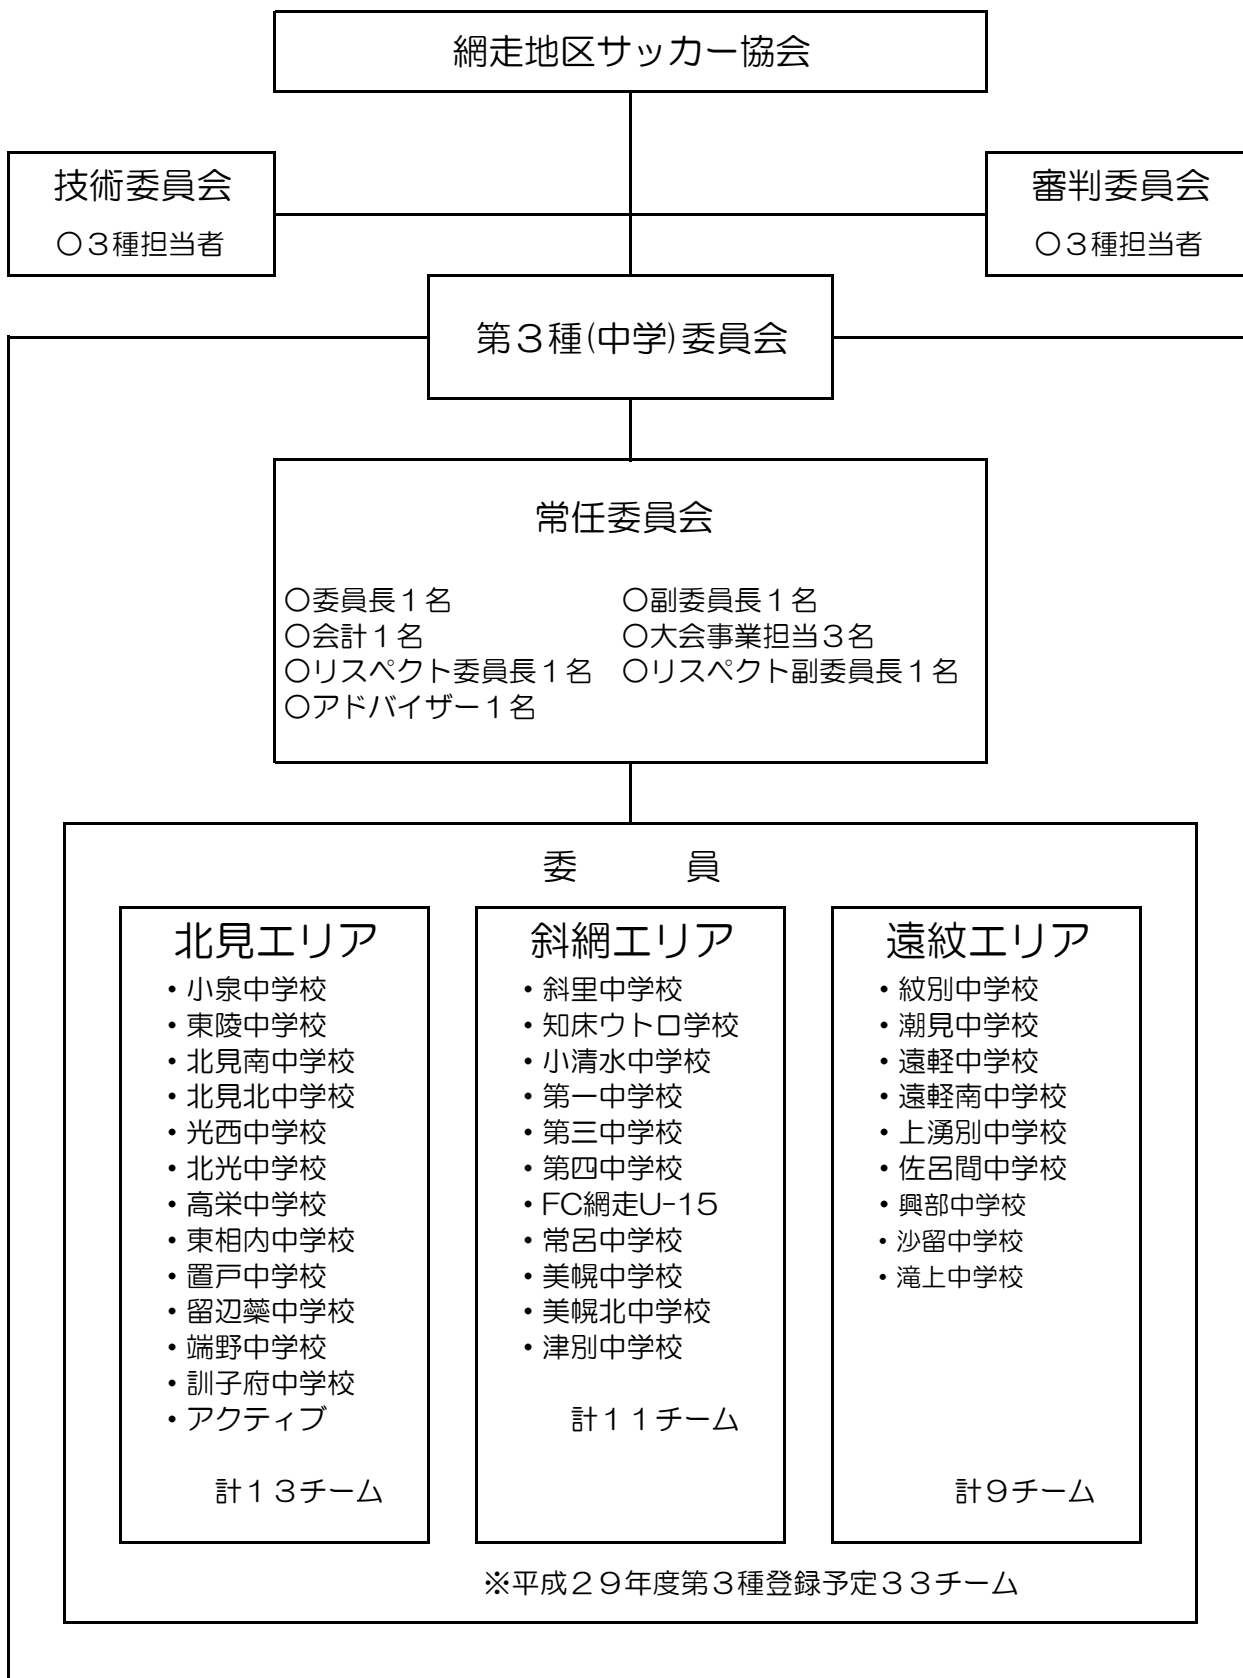 網走地区サッカー協会
技術委員会
○３種担当者
審判委員会
○３種担当者
第３種(中学)委員会
常任委員会
○委員長１名　○副委員長１名
○会計１名　○大会事業担当３名
○リスペクト委員長１名　○リスペクト副委員長１名
○アドバイザー１名
委　　員
北見エリア
・小泉中学校
・東陵中学校
・北見南中学校
・北見北中学校
・光西中学校
・北光中学校
・高栄中学校
・東相内中学校
・置戸中学校
・留辺蘂中学校
・端野中学校
・訓子府中学校
・アクティブ
計１３チーム
斜網エリア
・斜里中学校
・知床ウトロ学校
・小清水中学校
・第一中学校
・第三中学校
・第四中学校
・FC網走U-15
・常呂中学校
・美幌中学校
・美幌北中学校
・津別中学校
計１１チーム
遠紋エリア
・紋別中学校
・潮見中学校
・遠軽中学校
・遠軽南中学校
・上湧別中学校
・佐呂間中学校
・興部中学校
・沙留中学校
・滝上中学校
計９チーム
※平成２９年度第３種登録予定３３チーム